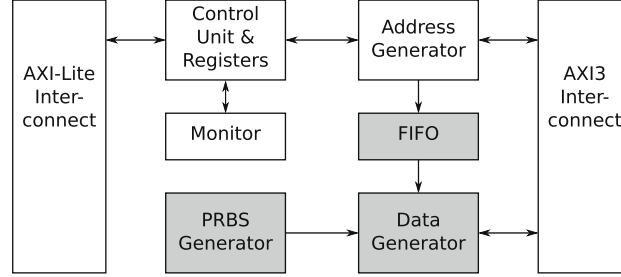 AXI-Lite
Inter-
connect
Control
Unit &
Registers
Address
Generator
AXI3
Inter-
connect
Monitor
FIFO
PRBS
Generator
Data
Generator